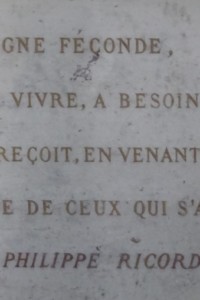 GNE FÉCONDE,
VIVRE, A BESOIN
REÇOIT, EN VENANT
E DE CEUX QUI S'A
PHILIPPE RICORD